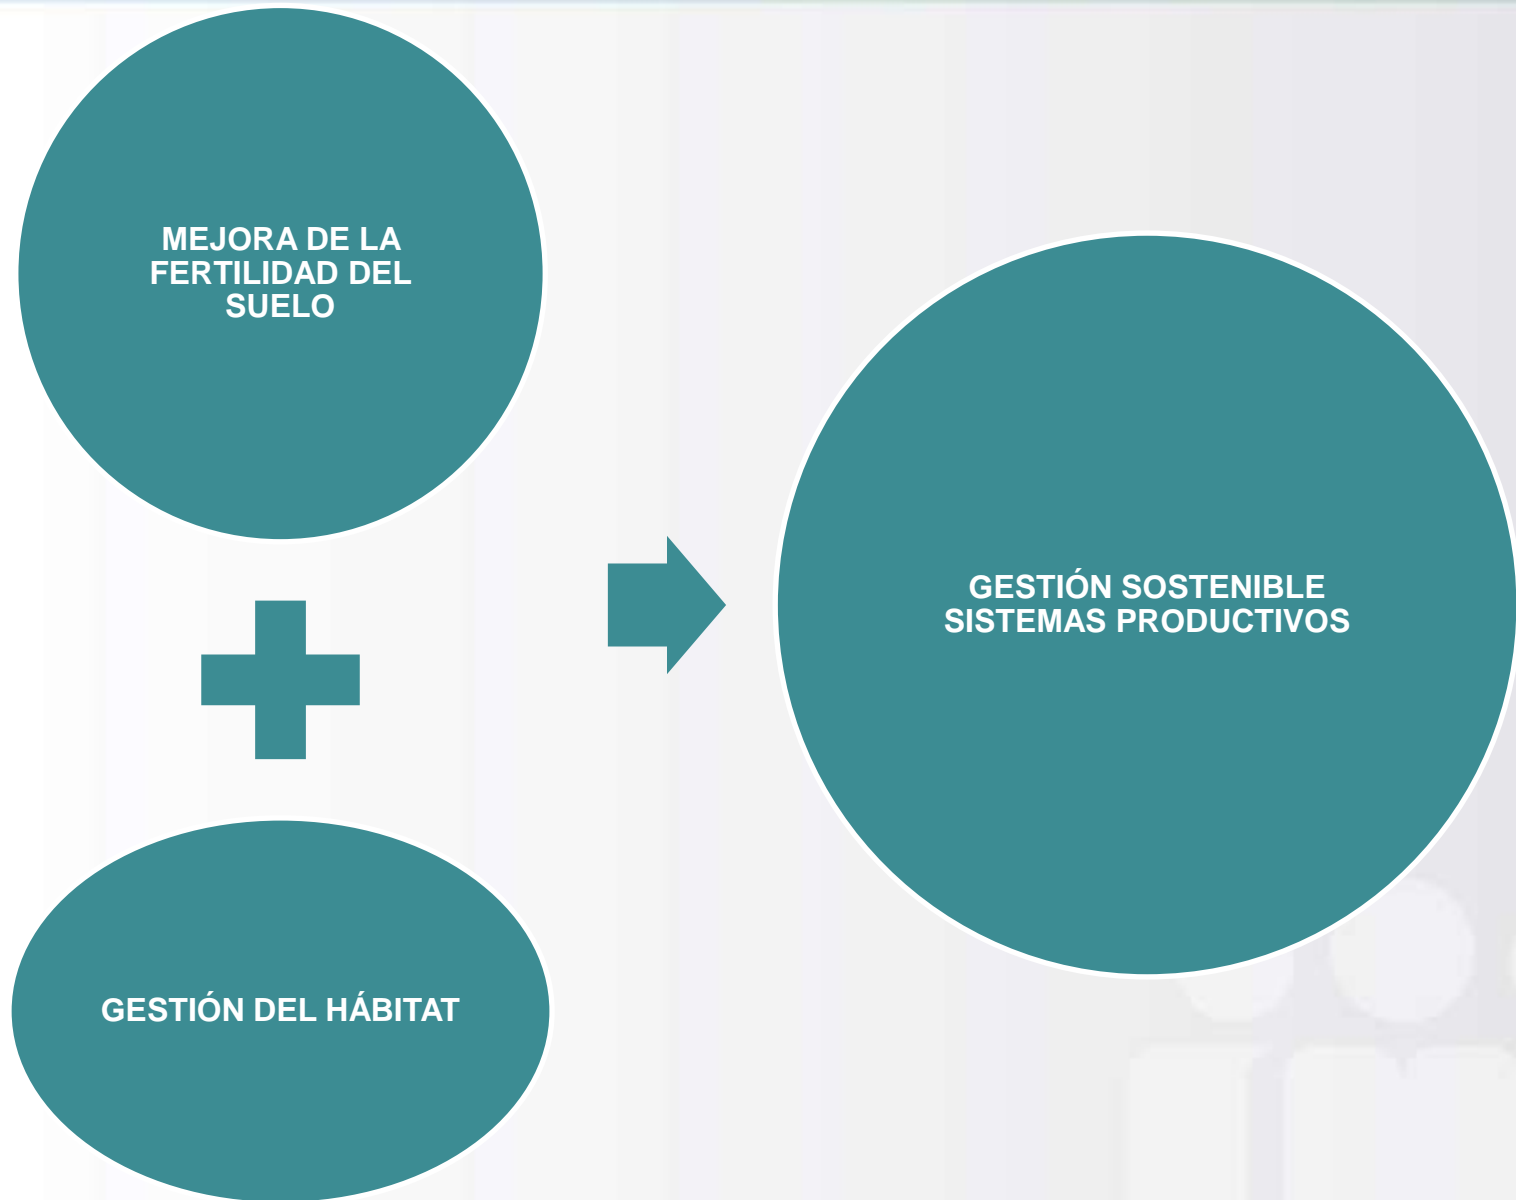 MEJORA DE LA
FERTILIDAD DEL
SUELO
GESTIÓN DEL HÁBITAT
GESTIÓN SOSTENIBLE
SISTEMAS PRODUCTIVOS